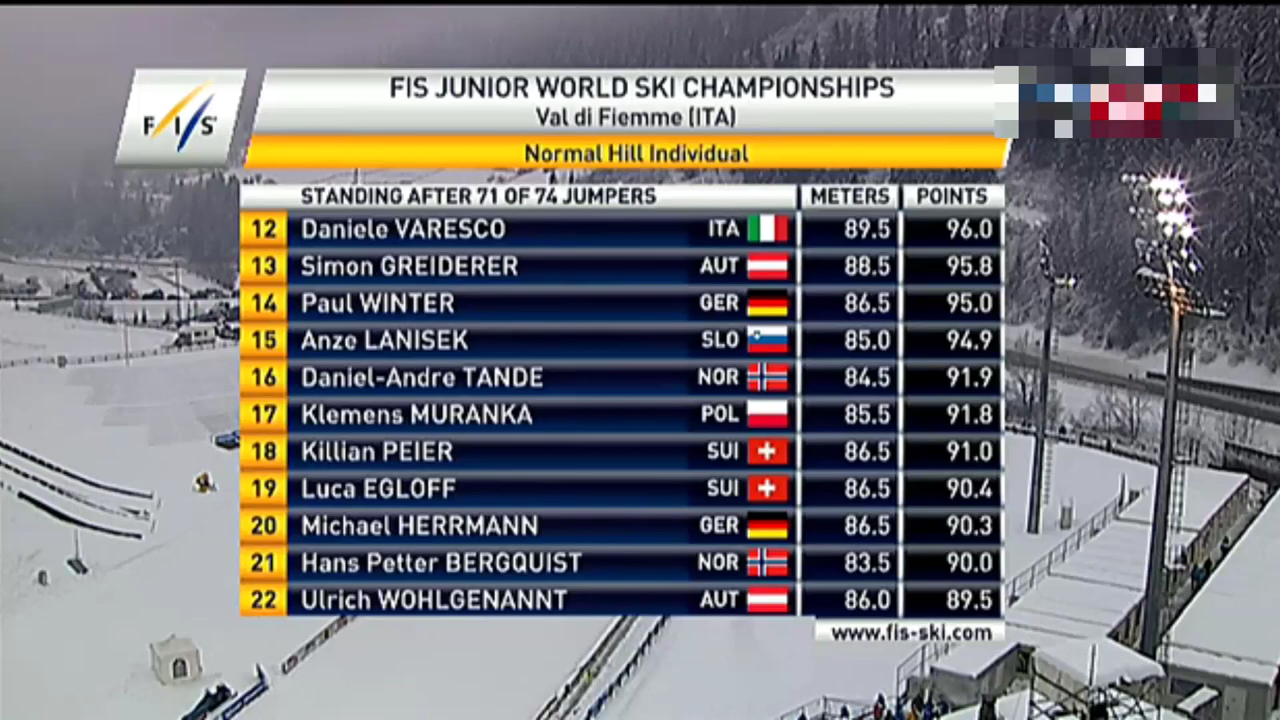 FIS
FIS JUNIOR WORLD SKI CHAMPIONSHIPS
Val di Fiemme (ITA)
Normal Hill Individual
STANDING AFTER 71 OF 74 JUMPERS METERS POINTS
12 Daniele VARESCO ITA 89.5 96.0
13 Simon GREIDERER AUT 88.5 95.8
14 Paul WINTER GER 86.5 95.0
15 Anze LANISEK SLO 85.0 94.9
16 Daniel-Andre TANDE NOR 84.5 91.9
17 Klemens MURANKA POL 85.5 91.8
18 Killian PEIER SUI 86.5 91.0
19 Luca EGLOFF SUI 86.5 90.4
20 Michael HERRMANN GER 86.5 90.3
21 Hans Petter BERGQUIST NOR 83.5 90.0
22 Ulrich WOHLGENANNT AUT 86.0 89.5
www.fis-ski.com